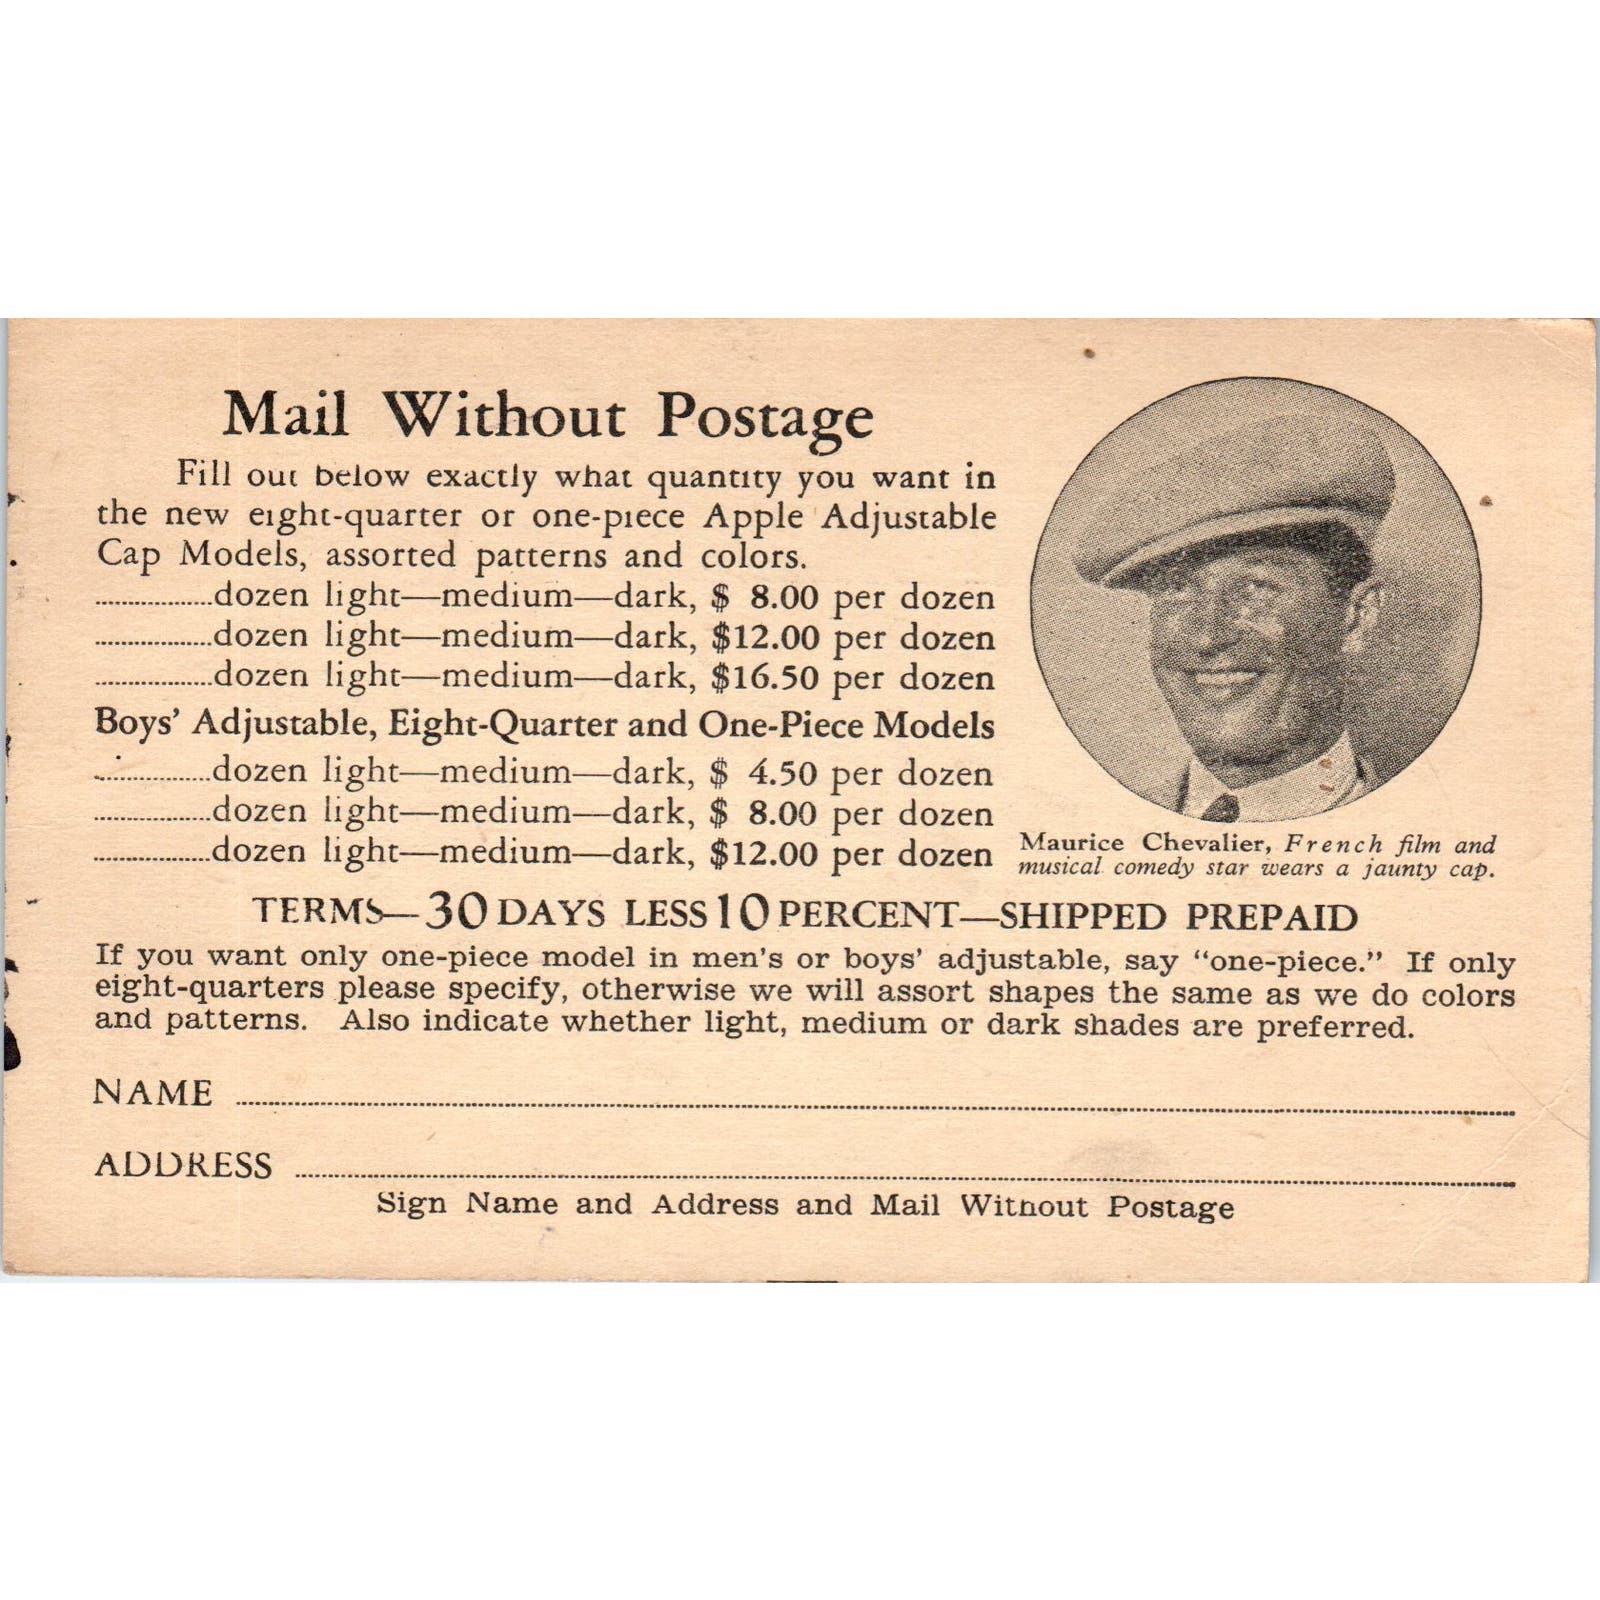 Mail Without Postage
Fill out below exactly what quantity you want in
the new eight-quarter or one-piece Apple Adjustable
Cap Models, assorted patterns and colors.
..................dozen light—medium—dark, $ 8.00 per dozen
..................dozen light—medium—dark, $12.00 per dozen
..................dozen light—medium—dark, $16.50 per dozen
Boys' Adjustable, Eight-Quarter and One-Piece Models
..................dozen light—medium—dark, $ 4.50 per dozen
..................dozen light—medium—dark, $ 8.00 per dozen
..................dozen light—medium—dark, $12.00 per dozen
Maurice Chevalier, French film and
musical comedy star wears a jaunty cap.
TERMS—30 DAYS LESS 10 PERCENT—SHIPPED PREPAID
If you want only one-piece model in men's or boys' adjustable, say "one-piece." If only
eight-quarters please specify, otherwise we will assort shapes the same as we do colors
and patterns. Also indicate whether light, medium or dark shades are preferred.
NAME
ADDRESS
Sign Name and Address and Mail Without Postage